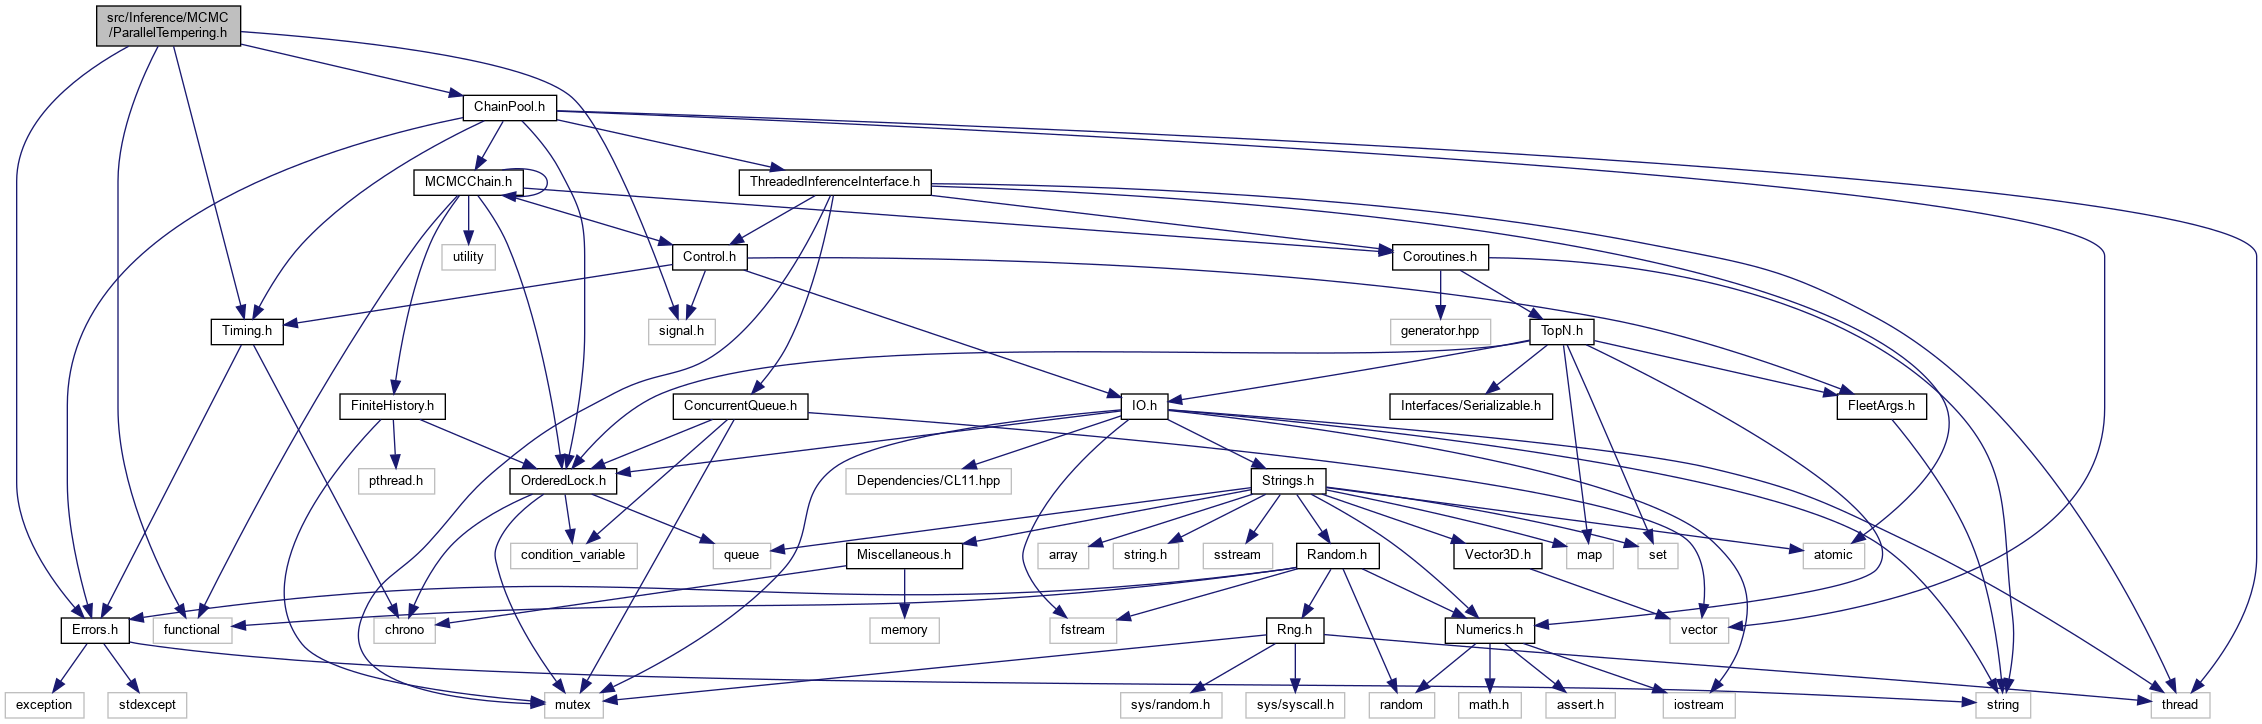 src/Inference/MCMC
/ParallelTempering.h
ChainPool.h
MCMCChain.h
ThreadedInferenceInterface.h
utility
Control.h
Coroutines.h
Timing.h
signal.h
generator.hpp
TopN.h
FiniteHistory.h
ConcurrentQueue.h
IO.h
Interfaces/Serializable.h
FleetArgs.h
pthread.h
OrderedLock.h
Dependencies/CL11.hpp
Strings.h
condition_variable
queue
Miscellaneous.h
array
string.h
sstream
Random.h
Vector3D.h
map
set
atomic
Errors.h
functional
chrono
memory
fstream
Rng.h
Numerics.h
vector
exception
stdexcept
mutex
sys/random.h
sys/syscall.h
random
math.h
assert.h
iostream
string
thread